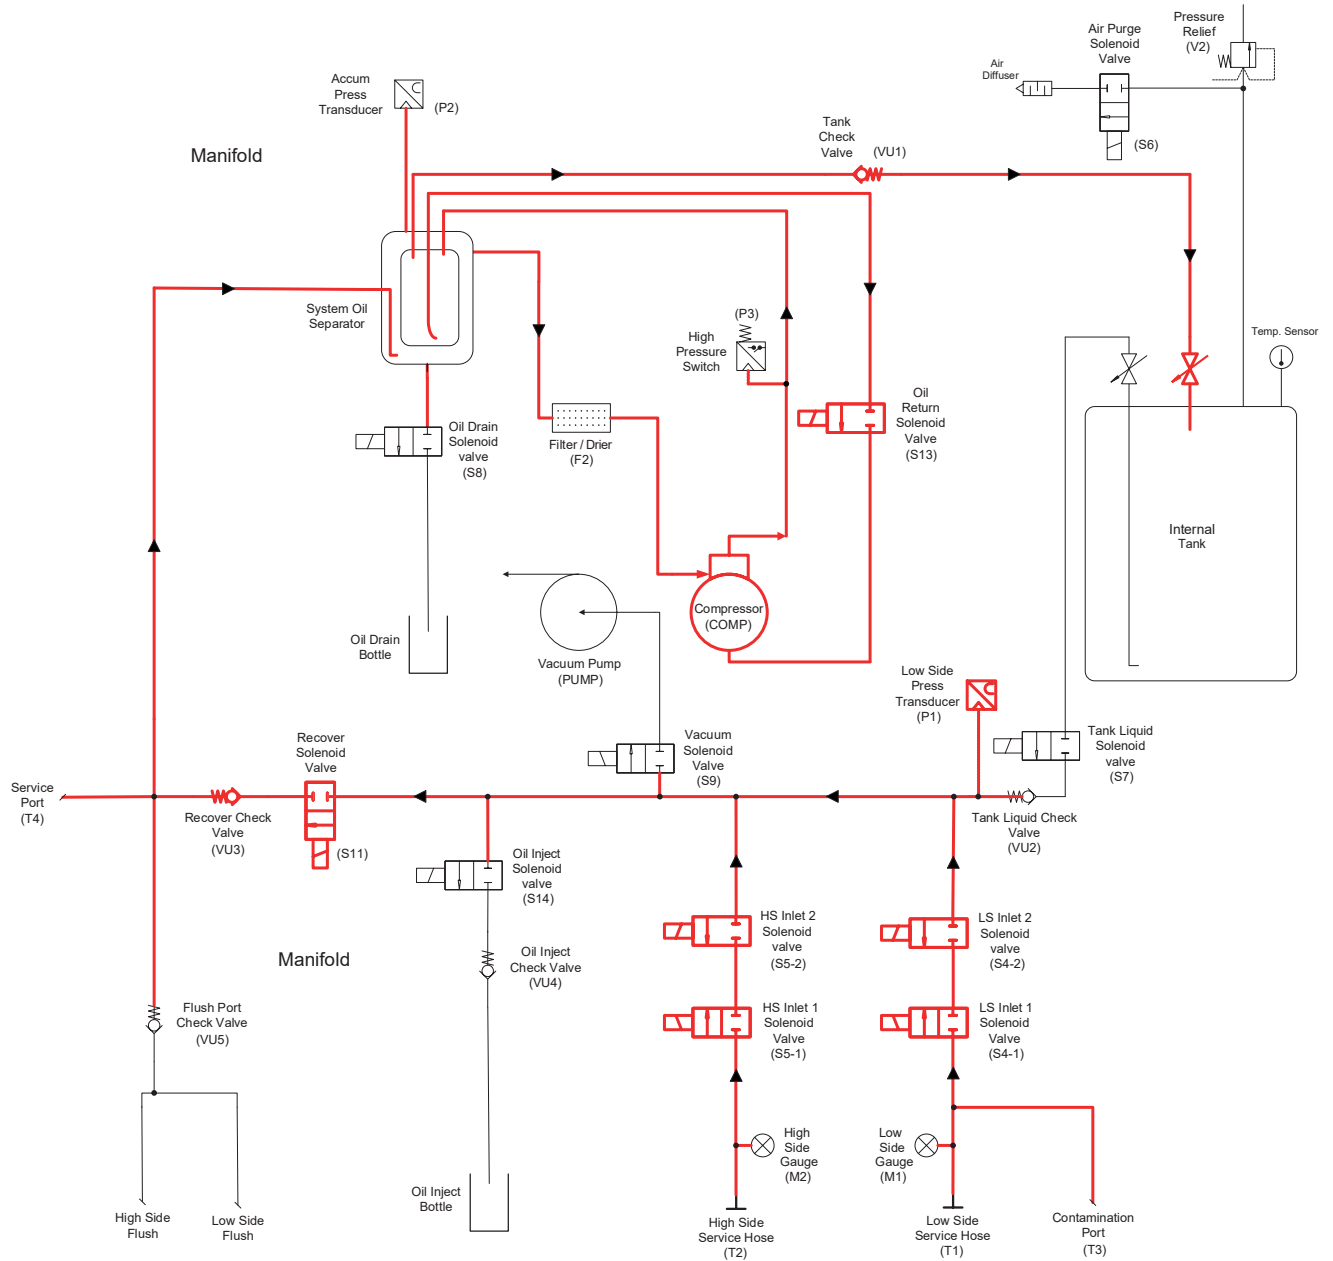 Pressure
Relief
(V2)
Air Purge
Solenoid
Valve
Air
Diffuser
(S6)
Accum
Press
Transducer
(P2)
Manifold
Tank
Check
Valve
(VU1)
System Oil
Separator
(P3)
High
Pressure
Switch
Temp. Sensor
Oil
Return
Solenoid
Valve
(S13)
Oil Drain
Solenoid
valve
(S8)
Filter / Drier
(F2)
Internal
Tank
Compressor
(COMP)
Oil Drain
Bottle
Vacuum Pump
(PUMP)
Low Side
Press
Transducer
(P1)
Recover
Solenoid
Valve
Vacuum
Solenoid
Valve
(S9)
Tank Liquid
Solenoid
valve
(S7)
Service
Port
(T4)
Recover Check
Valve
(VU3)
(S11)
Tank Liquid Check
Valve
(VU2)
Oil Inject
Solenoid
valve
(S14)
HS Inlet 2
Solenoid
valve
(S5-2)
LS Inlet 2
Solenoid
valve
(S4-2)
Manifold
Oil Inject
Check Valve
(VU4)
Flush Port
Check Valve
(VU5)
HS Inlet 1
Solenoid
Valve
(S5-1)
LS Inlet 1
Solenoid
Valve
(S4-1)
High
Side
Gauge
(M2)
Low
Side
Gauge
(M1)
Oil Inject
Bottle
High Side
Flush
Low Side
Flush
High Side
Service Hose
(T2)
Low Side
Service Hose
(T1)
Contamination
Port
(T3)